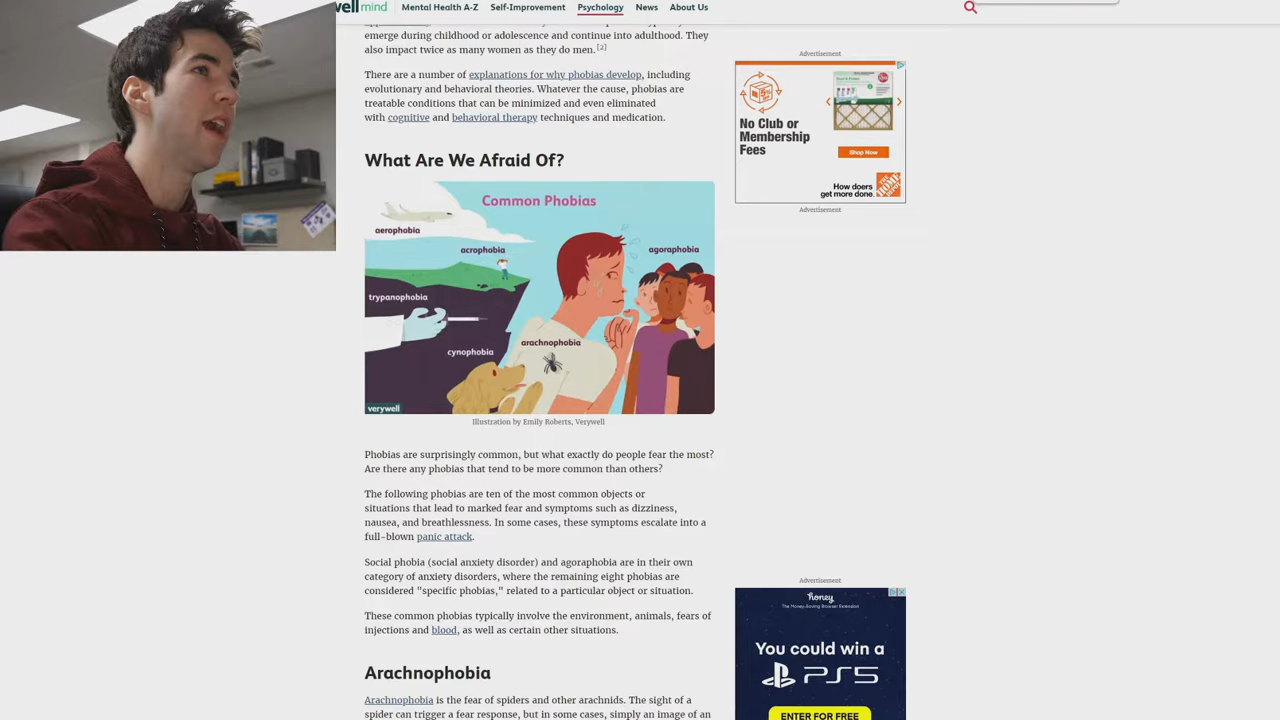 well mind
Mental Health A-Z
Self-Improvement
Psychology
News
About Us
emerge during childhood or adolescence and continue into adulthood. They
also impact twice as many women as they do men.[2]
There are a number of explanations for why phobias develop, including
evolutionary and behavioral theories. Whatever the cause, phobias are
treatable conditions that can be minimized and even eliminated
with cognitive and behavioral therapy techniques and medication.
What Are We Afraid Of?
Common Phobias
aerophobia
acrophobia
agoraphobia
trypanophobia
arachnophobia
cynophobia
verywell
Illustration by Emily Roberts, Verywell
Phobias are surprisingly common, but what exactly do people fear the most?
Are there any phobias that tend to be more common than others?
The following phobias are ten of the most common objects or
situations that lead to marked fear and symptoms such as dizziness,
nausea, and breathlessness. In some cases, these symptoms escalate into a
full-blown panic attack.
Social phobia (social anxiety disorder) and agoraphobia are in their own
category of anxiety disorders, where the remaining eight phobias are
considered "specific phobias," related to a particular object or situation.
These common phobias typically involve the environment, animals, fears of
injections and blood, as well as certain other situations.
Arachnophobia
Arachnophobia is the fear of spiders and other arachnids. The sight of a
spider can trigger a fear response, but in some cases, simply an image of an
Advertisement
No Club or
Membership
Fees
Shop Now
How doers
get more done.
Advertisement
Advertisement
honey
The Money-Saving Browser Extension
You could win a
PS5
ENTER FOR FREE